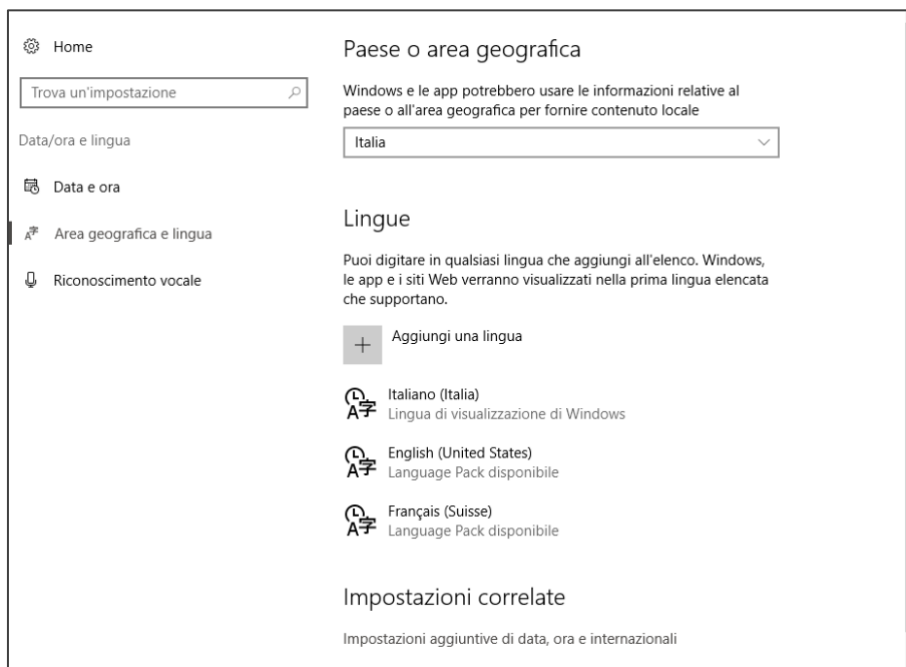 Home
Trova un'impostazione
Data/ora e lingua
Data e ora
Area geografica e lingua
Riconoscimento vocale
Paese o area geografica
Windows e le app potrebbero usare le informazioni relative al
paese o all'area geografica per fornire contenuto locale
Italia
Lingue
Puoi digitare in qualsiasi lingua che aggiungi all'elenco. Windows,
le app e i siti Web verranno visualizzati nella prima lingua elencata
che supportano.
Aggiungi una lingua
Italiano (Italia)
Lingua di visualizzazione di Windows
English (United States)
Language Pack disponibile
Français (Suisse)
Language Pack disponibile
Impostazioni correlate
Impostazioni aggiuntive di data, ora e internazionali